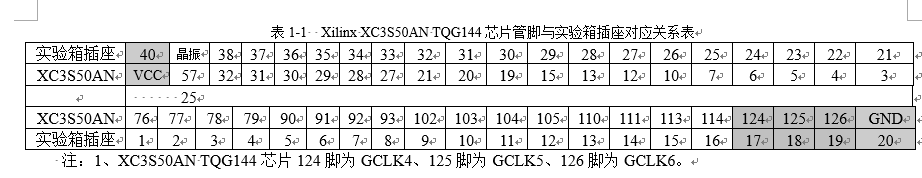 表 1-1 Xilinx XC3S50AN TQG144 芯片管脚与实验箱插座对应关系表
实验箱插座 40 晶振 38 37 36 35 34 33 32 31 30 29 28 27 26 25 24 23 22 21
XC3S50AN VCC 57 32 31 30 29 28 27 21 20 19 15 13 12 10 7 6 5 4 3
25
XC3S50AN 76 77 78 79 90 91 92 93 102 103 104 105 110 111 113 114 124 125 126 GND
实验箱插座 1 2 3 4 5 6 7 8 9 10 11 12 13 14 15 16 17 18 19 20
注：1、XC3S50AN TQG144 芯片 124 脚为 GCLK4、125 脚为 GCLK5、126 脚为 GCLK6。